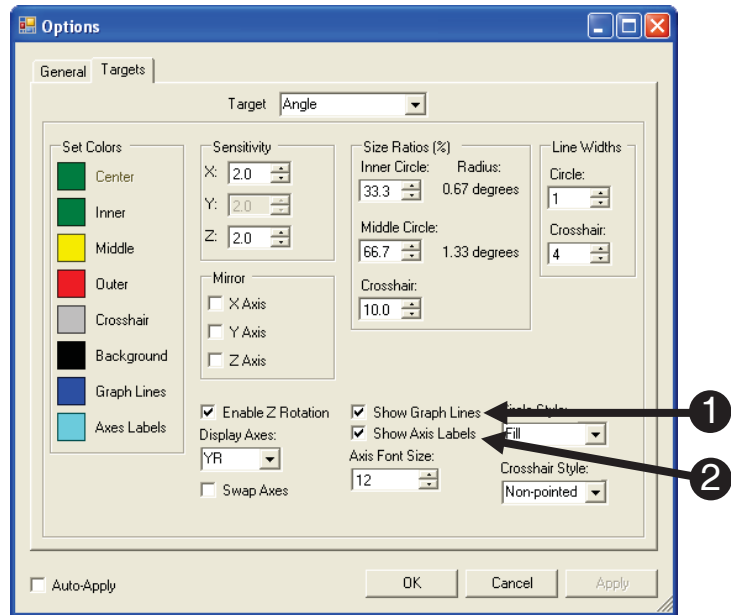 Options
General Targets
Target Angle
Set Colors
Center
Inner
Middle
Outer
Crosshair
Background
Graph Lines
Axes Labels
Sensitivity
X: 2.0
Y: 2.0
Z: 2.0
Mirror
X Axis
Y Axis
Z Axis
Size Ratios (%)
Inner Circle: Radius:
33.3 0.67 degrees
Middle Circle:
66.7 1.33 degrees
Crosshair:
10.0
Line Widths
Circle:
1
Crosshair:
4
Enable Z Rotation
Display Axes:
YR
Swap Axes
Show Graph Lines
Show Axis Labels
Axis Font Size:
12
Circle Style:
Fill
Crosshair Style:
Non-pointed
1
2
Auto-Apply OK Cancel Apply